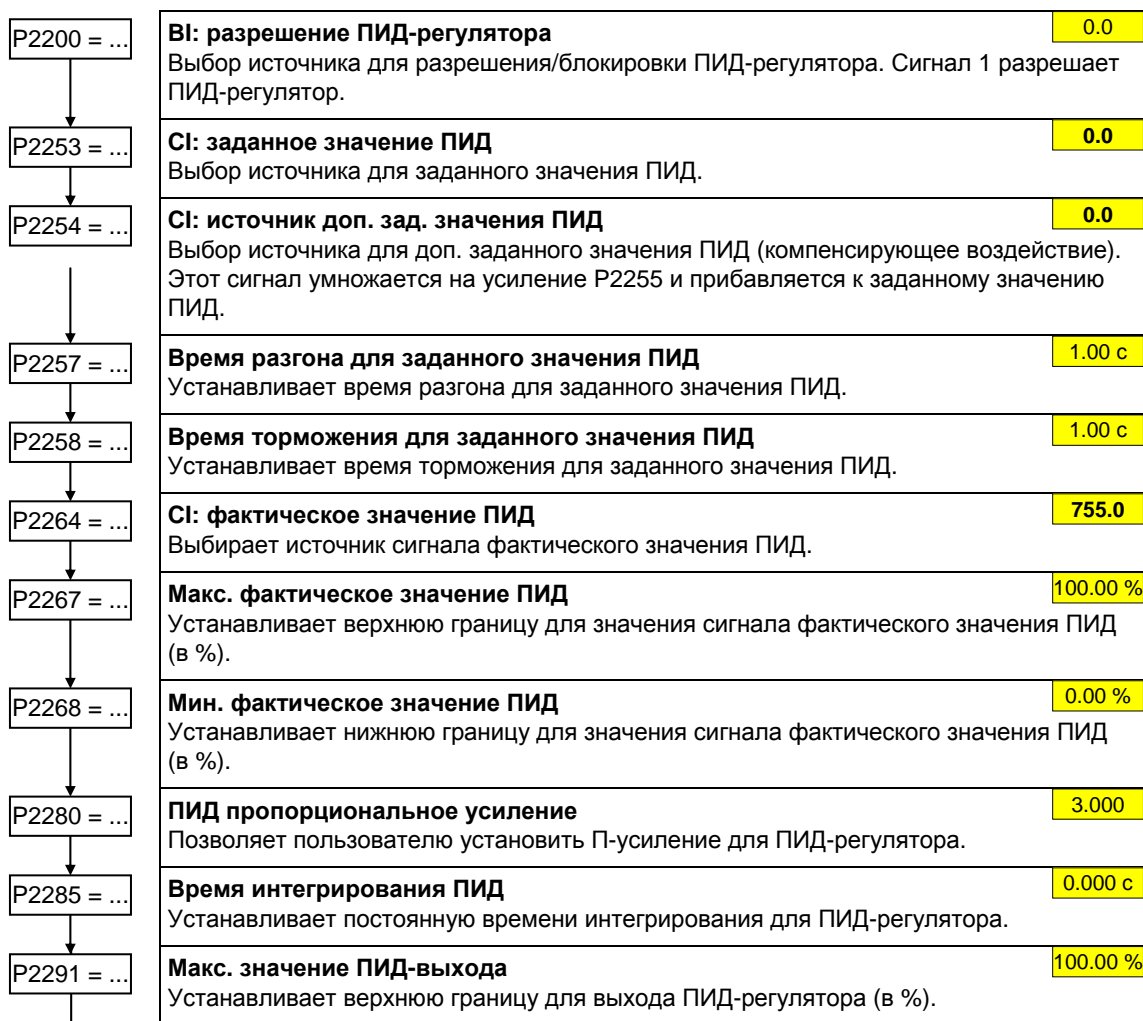 P2200 = ...
BI: разрешение ПИД-регулятора 0.0
Выбор источника для разрешения/блокировки ПИД-регулятора. Сигнал 1 разрешает
ПИД-регулятор.
P2253 = ...
CI: заданное значение ПИД 0.0
Выбор источника для заданного значения ПИД.
P2254 = ...
CI: источник доп. зад. значения ПИД 0.0
Выбор источника для доп. заданного значения ПИД (компенсирующее воздействие).
Этот сигнал умножается на усиление P2255 и прибавляется к заданному значению
ПИД.
P2257 = ...
Время разгона для заданного значения ПИД 1.00 с
Устанавливает время разгона для заданного значения ПИД.
P2258 = ...
Время торможения для заданного значения ПИД 1.00 с
Устанавливает время торможения для заданного значения ПИД.
P2264 = ...
CI: фактическое значение ПИД 755.0
Выбирает источник сигнала фактического значения ПИД.
P2267 = ...
Макс. фактическое значение ПИД 100.00 %
Устанавливает верхнюю границу для значения сигнала фактического значения ПИД
(в %).
P2268 = ...
Мин. фактическое значение ПИД 0.00 %
Устанавливает нижнюю границу для значения сигнала фактического значения ПИД
(в %).
P2280 = ...
ПИД пропорциональное усиление 3.000
Позволяет пользователю установить П-усиление для ПИД-регулятора.
P2285 = ...
Время интегрирования ПИД 0.000 с
Устанавливает постоянную времени интегрирования для ПИД-регулятора.
P2291 = ...
Макс. значение ПИД-выхода 100.00 %
Устанавливает верхнюю границу для выхода ПИД-регулятора (в %).